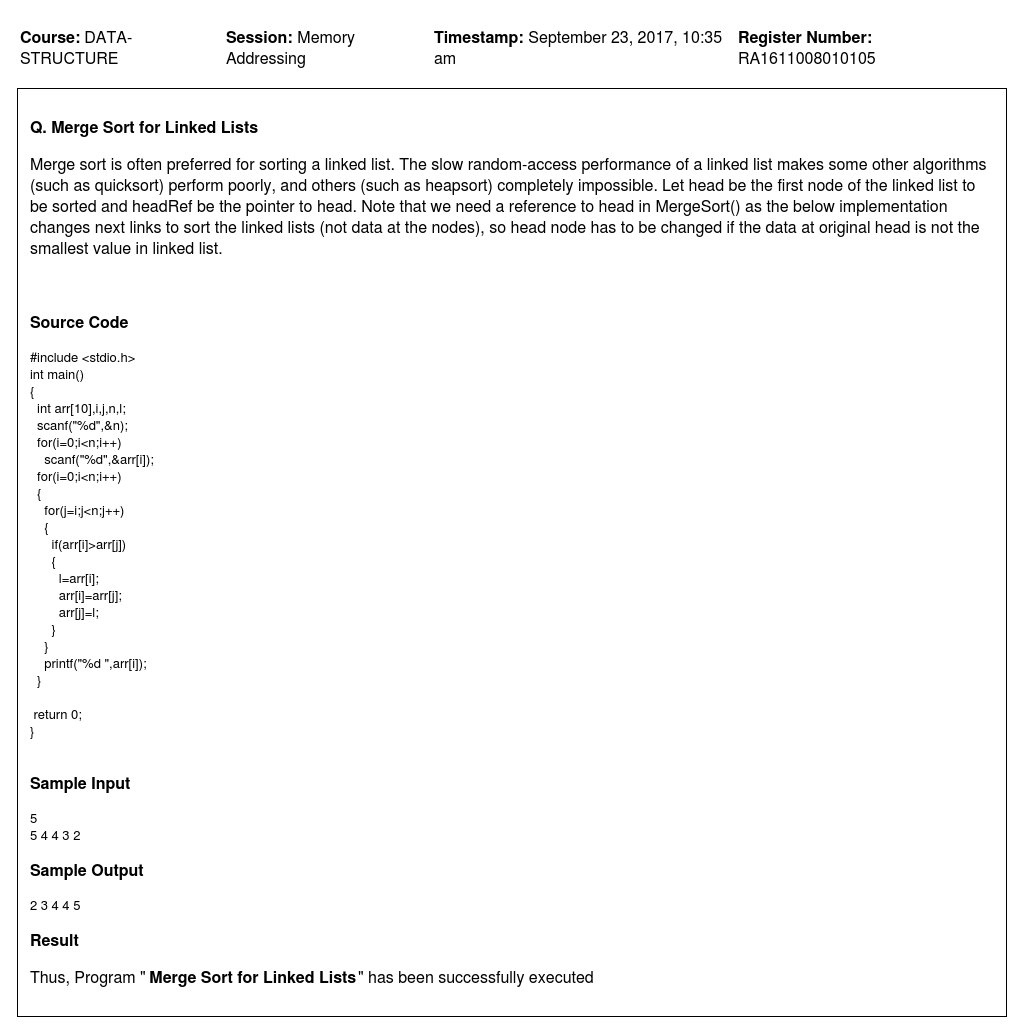 Course: DATA-STRUCTURE
Session: Memory Addressing
Timestamp: September 23, 2017, 10:35 am
Register Number: RA1611008010105
Q. Merge Sort for Linked Lists
Merge sort is often preferred for sorting a linked list. The slow random-access performance of a linked list makes some other algorithms
(such as quicksort) perform poorly, and others (such as heapsort) completely impossible. Let head be the first node of the linked list to
be sorted and headRef be the pointer to head. Note that we need a reference to head in MergeSort() as the below implementation
changes next links to sort the linked lists (not data at the nodes), so head node has to be changed if the data at original head is not the
smallest value in linked list.
Source Code
#include <stdio.h>
int main()
{
  int arr[10],i,j,n,l;
  scanf("%d",&n);
  for(i=0;i<n;i++)
    scanf("%d",&arr[i]);
  for(i=0;i<n;i++)
  {
    for(j=i;j<n;j++)
    {
      if(arr[i]>arr[j])
      {
        l=arr[i];
        arr[i]=arr[j];
        arr[j]=l;
      }
    }
    printf("%d ",arr[i]);
  }
 return 0;
}
Sample Input
5
5 4 4 3 2
Sample Output
2 3 4 4 5
Result
Thus, Program " Merge Sort for Linked Lists" has been successfully executed